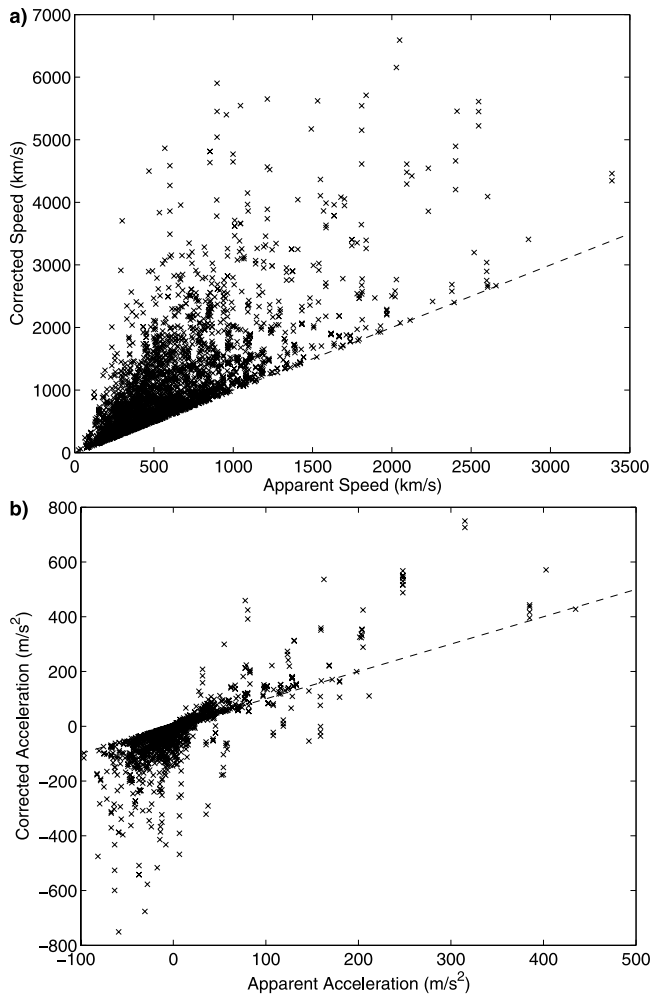 a)
7000
6000
5000
4000
3000
2000
1000
0
Corrected Speed (km/s)
0 500 1000 1500 2000 2500 3000 3500
Apparent Speed (km/s)
b)
800
600
400
200
0
−200
−400
−600
−800
Corrected Acceleration (m/s²)
−100 0 100 200 300 400 500
Apparent Acceleration (m/s²)